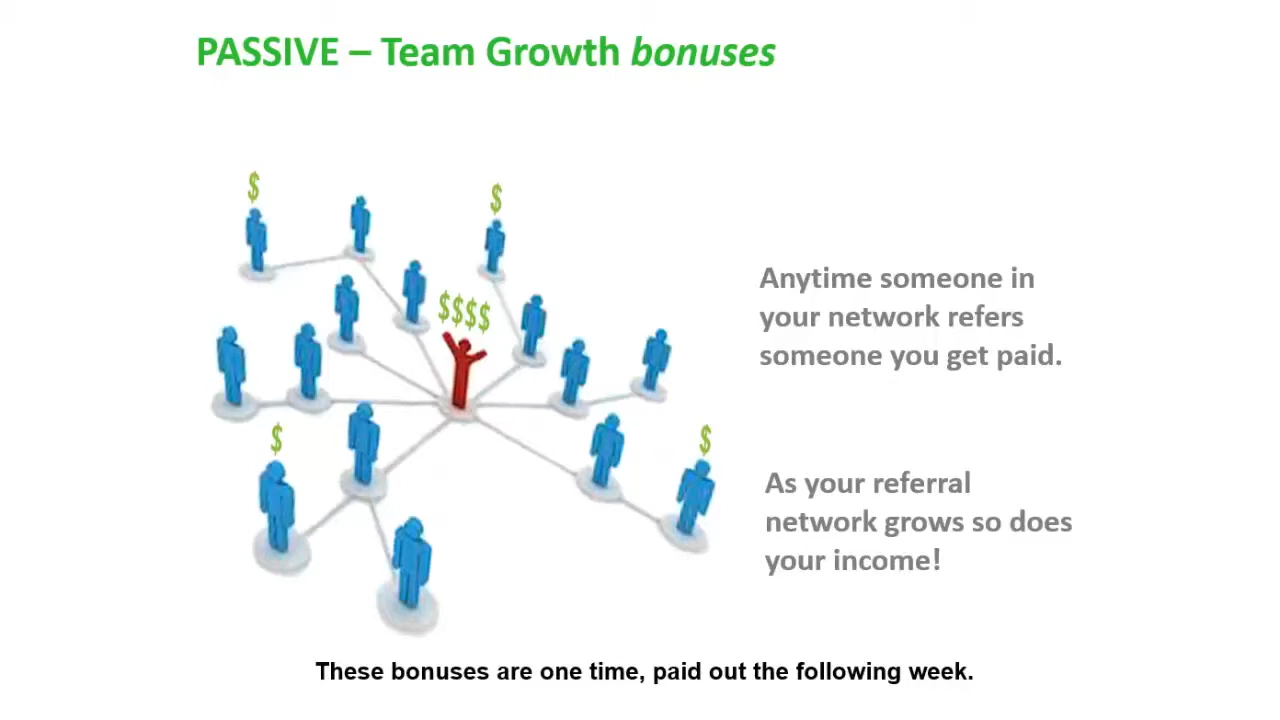 PASSIVE – Team Growth bonuses
$
$
$$$$
Anytime someone in
your network refers
someone you get paid.
$
$
As your referral
network grows so does
your income!
These bonuses are one time, paid out the following week.